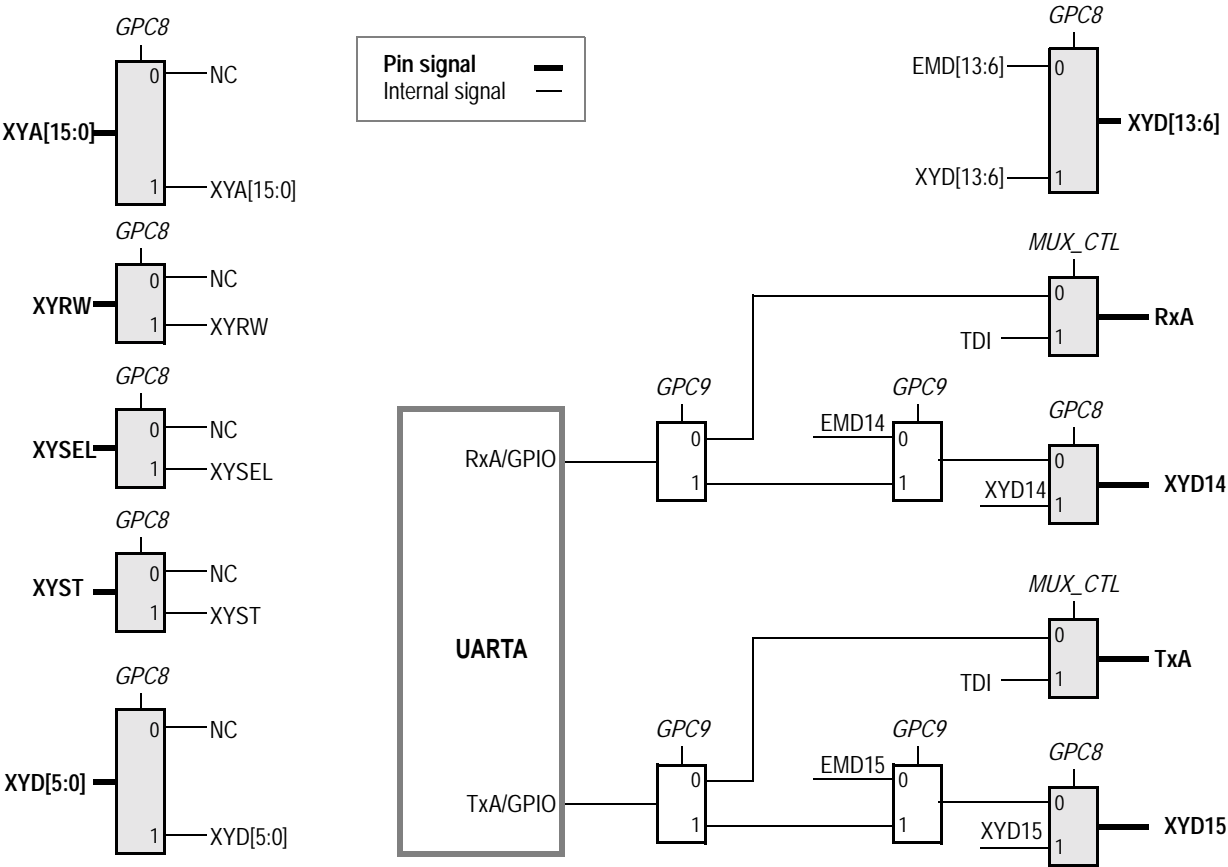 GPC8
0 NC
XYA[15:0]
1 XYA[15:0]
GPC8
0 NC
XYRW
1 XYRW
GPC8
0 NC
XYSEL
1 XYSEL
GPC8
0 NC
XYST
1 XYST
GPC8
0 NC
XYD[5:0]
1 XYD[5:0]
Pin signal
Internal signal
UARTA
RxA/GPIO
TxA/GPIO
GPC8
EMD[13:6] 0
XYD[13:6]
XYD[13:6] 1
MUX_CTL
0
RxA
TDI 1
GPC9
0
1
GPC9
EMD14 0
1
GPC8
0
XYD14
XYD14 1
MUX_CTL
0
TxA
TDI 1
GPC9
0
1
GPC9
EMD15 0
1
GPC8
0
XYD15
XYD15 1